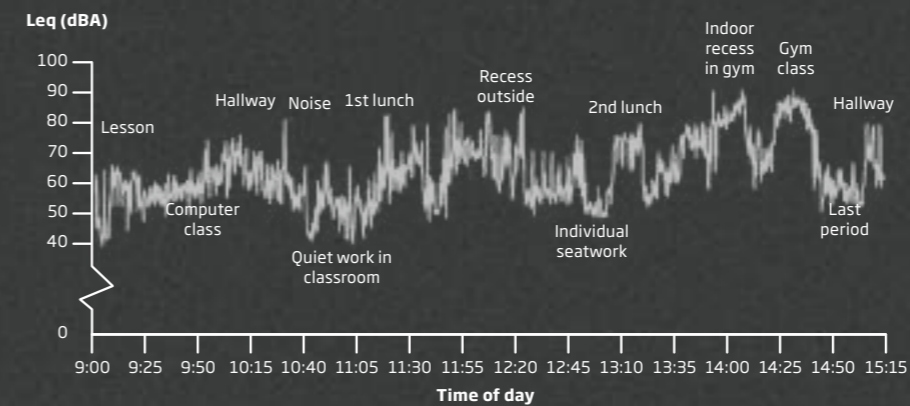 Leq (dBA)
100
90
80
70
60
50
40
0
Lesson
Computer
class
Hallway
Noise
Quiet work in
classroom
1st lunch
Recess
outside
Individual
seatwork
2nd lunch
Indoor
recess
in gym
Gym
class
Last
period
Hallway
9:00 9:25 9:50 10:15 10:40 11:05 11:30 11:55 12:20 12:45 13:10 13:35 14:00 14:25 14:50 15:15
Time of day